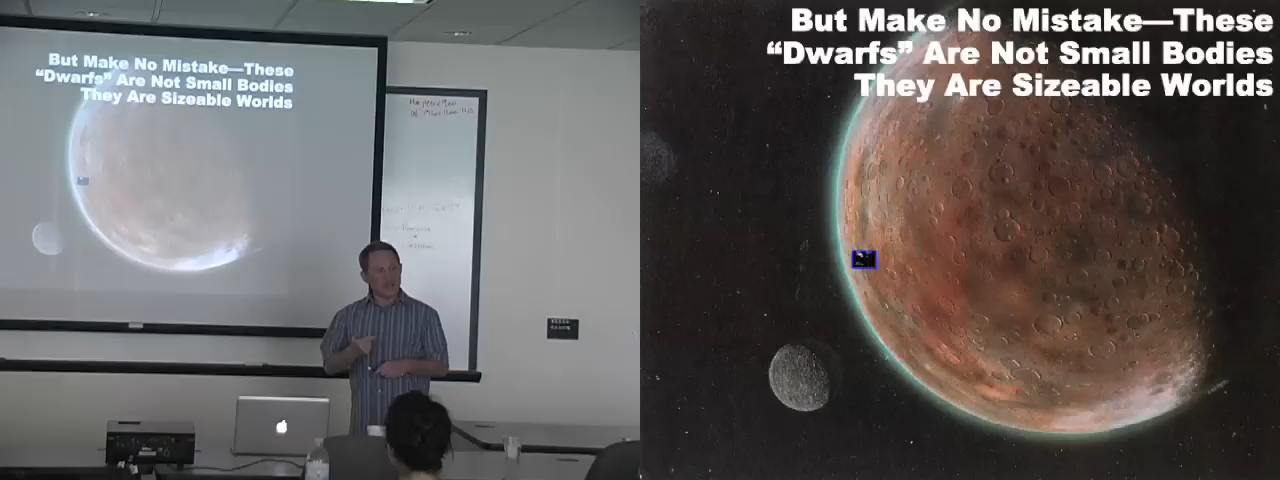 But Make No Mistake—These
“Dwarfs” Are Not Small Bodies
They Are Sizeable Worlds
But Make No Mistake—These
“Dwarfs” Are Not Small Bodies
They Are Sizeable Worlds